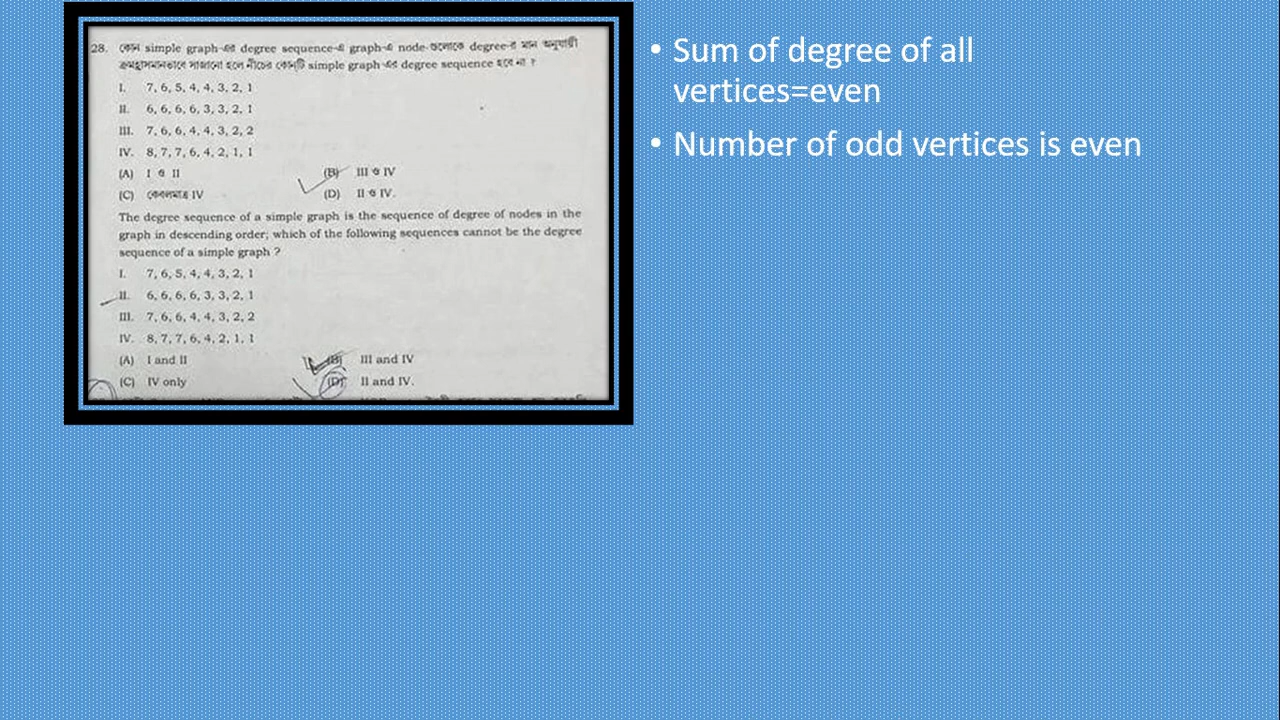 28. কোন simple graph-এর degree sequence-এ graph-এ node-গুলোকে degree-র মান অনুযায়ী
ক্রমহ্রাসমানভাবে সাজানো হলে নীচের কোনটি simple graph-এর degree sequence হবে না ?
I. 7, 6, 5, 4, 4, 3, 2, 1
II. 6, 6, 6, 6, 3, 3, 2, 1
III. 7, 6, 6, 4, 4, 3, 2, 2
IV. 8, 7, 7, 6, 4, 2, 1, 1
(A) I ও II (B) III ও IV
(C) কেবলমাত্র IV (D) II ও IV.
The degree sequence of a simple graph is the sequence of degree of nodes in the
graph in descending order; which of the following sequences cannot be the degree
sequence of a simple graph ?
I. 7, 6, 5, 4, 4, 3, 2, 1
II. 6, 6, 6, 6, 3, 3, 2, 1
III. 7, 6, 6, 4, 4, 3, 2, 2
IV. 8, 7, 7, 6, 4, 2, 1, 1
(A) I and II (B) III and IV
(C) IV only (D) II and IV.
• Sum of degree of all
vertices=even
• Number of odd vertices is even